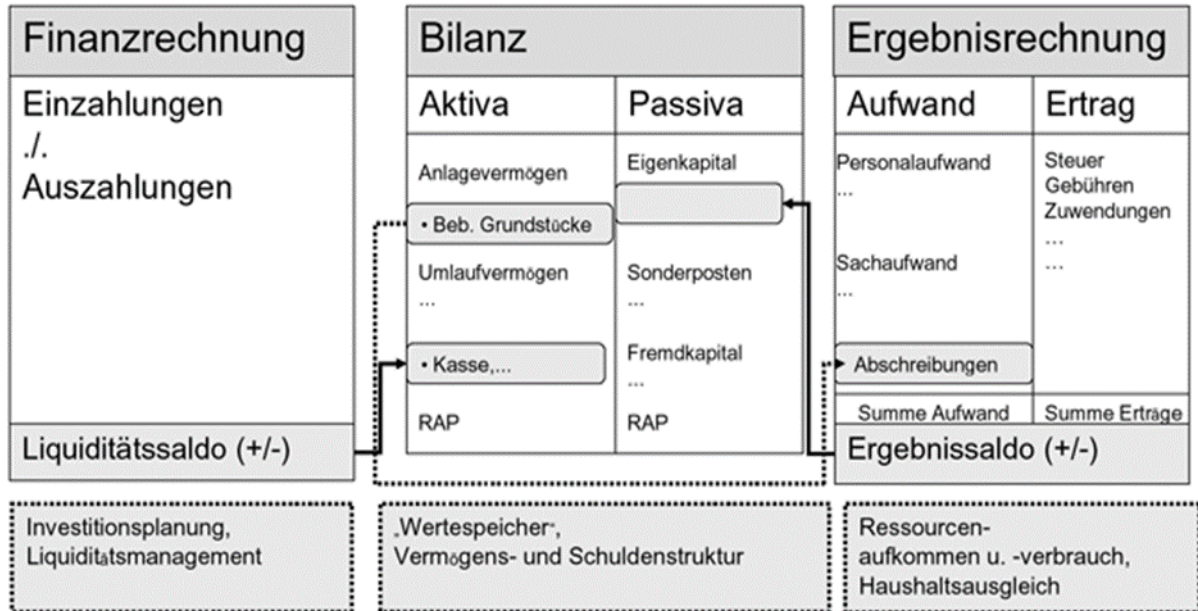 Finanzrechnung
Einzahlungen
./.
Auszahlungen
Liquiditätssaldo (+/-)
Investitionsplanung,
Liquiditätsmanagement
Bilanz
Aktiva
Anlagevermögen
• Beb. Grundstücke
Umlaufvermögen
...
• Kasse,...
RAP
Passiva
Eigenkapital
Sonderposten
...
Fremdkapital
...
RAP
„Wertespeicher“,
Vermögens- und Schuldenstruktur
Ergebnisrechnung
Aufwand
Personalaufwand
...
Sachaufwand
...
Abschreibungen
Summe Aufwand
Ertrag
Steuer
Gebühren
Zuwendungen
...
...
Summe Erträge
Ergebnissaldo (+/-)
Ressourcen-
aufkommen u. -verbrauch,
Haushaltsausgleich